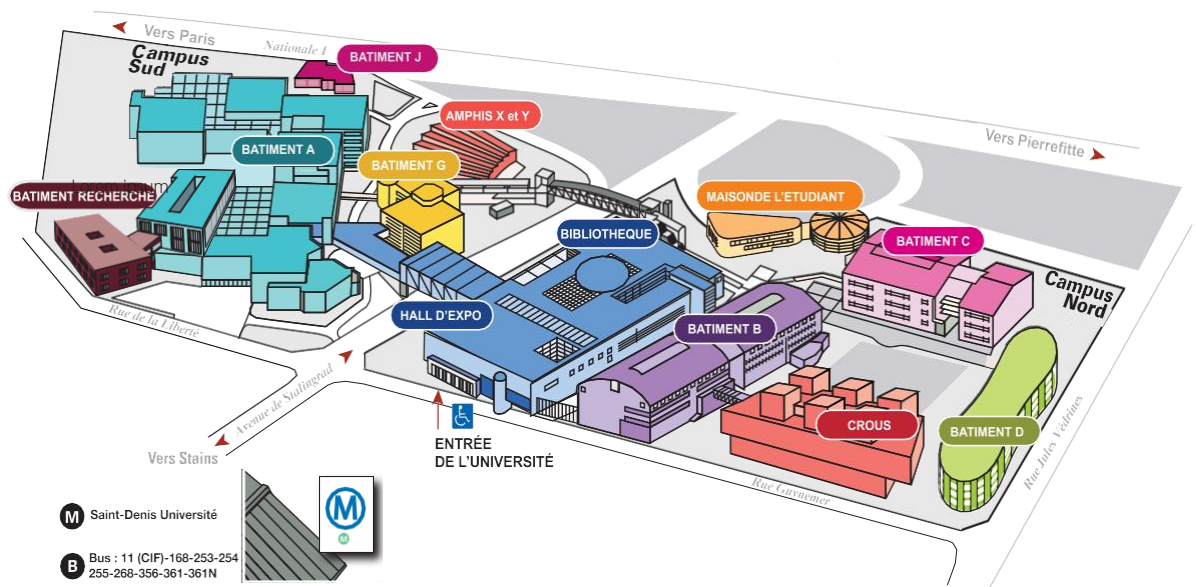 Vers Paris
Nationale 1
Campus
Sud
BATIMENT J
AMPHIS X et Y
Vers Pierrefitte
BATIMENT A
BATIMENT G
BATIMENT RECHERCHE
MAISONDE L'ETUDIANT
BIBLIOTHEQUE
BATIMENT C
Campus
Nord
Rue de la Liberté
HALL D'EXPO
BATIMENT B
Avenue de Stalingrad
CROUS
BATIMENT D
Rue Jules Védrines
ENTRÉE
DE L'UNIVERSITÉ
Vers Stains
Rue Guynemer
M Saint-Denis Université
M
M
B Bus : 11 (CIF)-168-253-254
255-268-356-361-361N